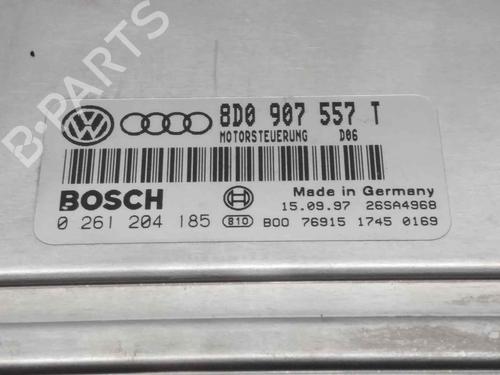 B-PARTS
8D0 907 557 T
MOTORSTEUERUNG D06
BOSCH
Made in Germany
15.09.97 26SA4968
0 261 204 185 810 B00 76915 1745 0169